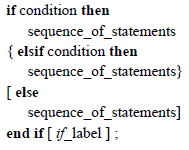 if condition then
sequence_of_statements
{ elsif condition then
sequence_of_statements}
[ else
sequence_of_statements]
end if [ if_label ] ;